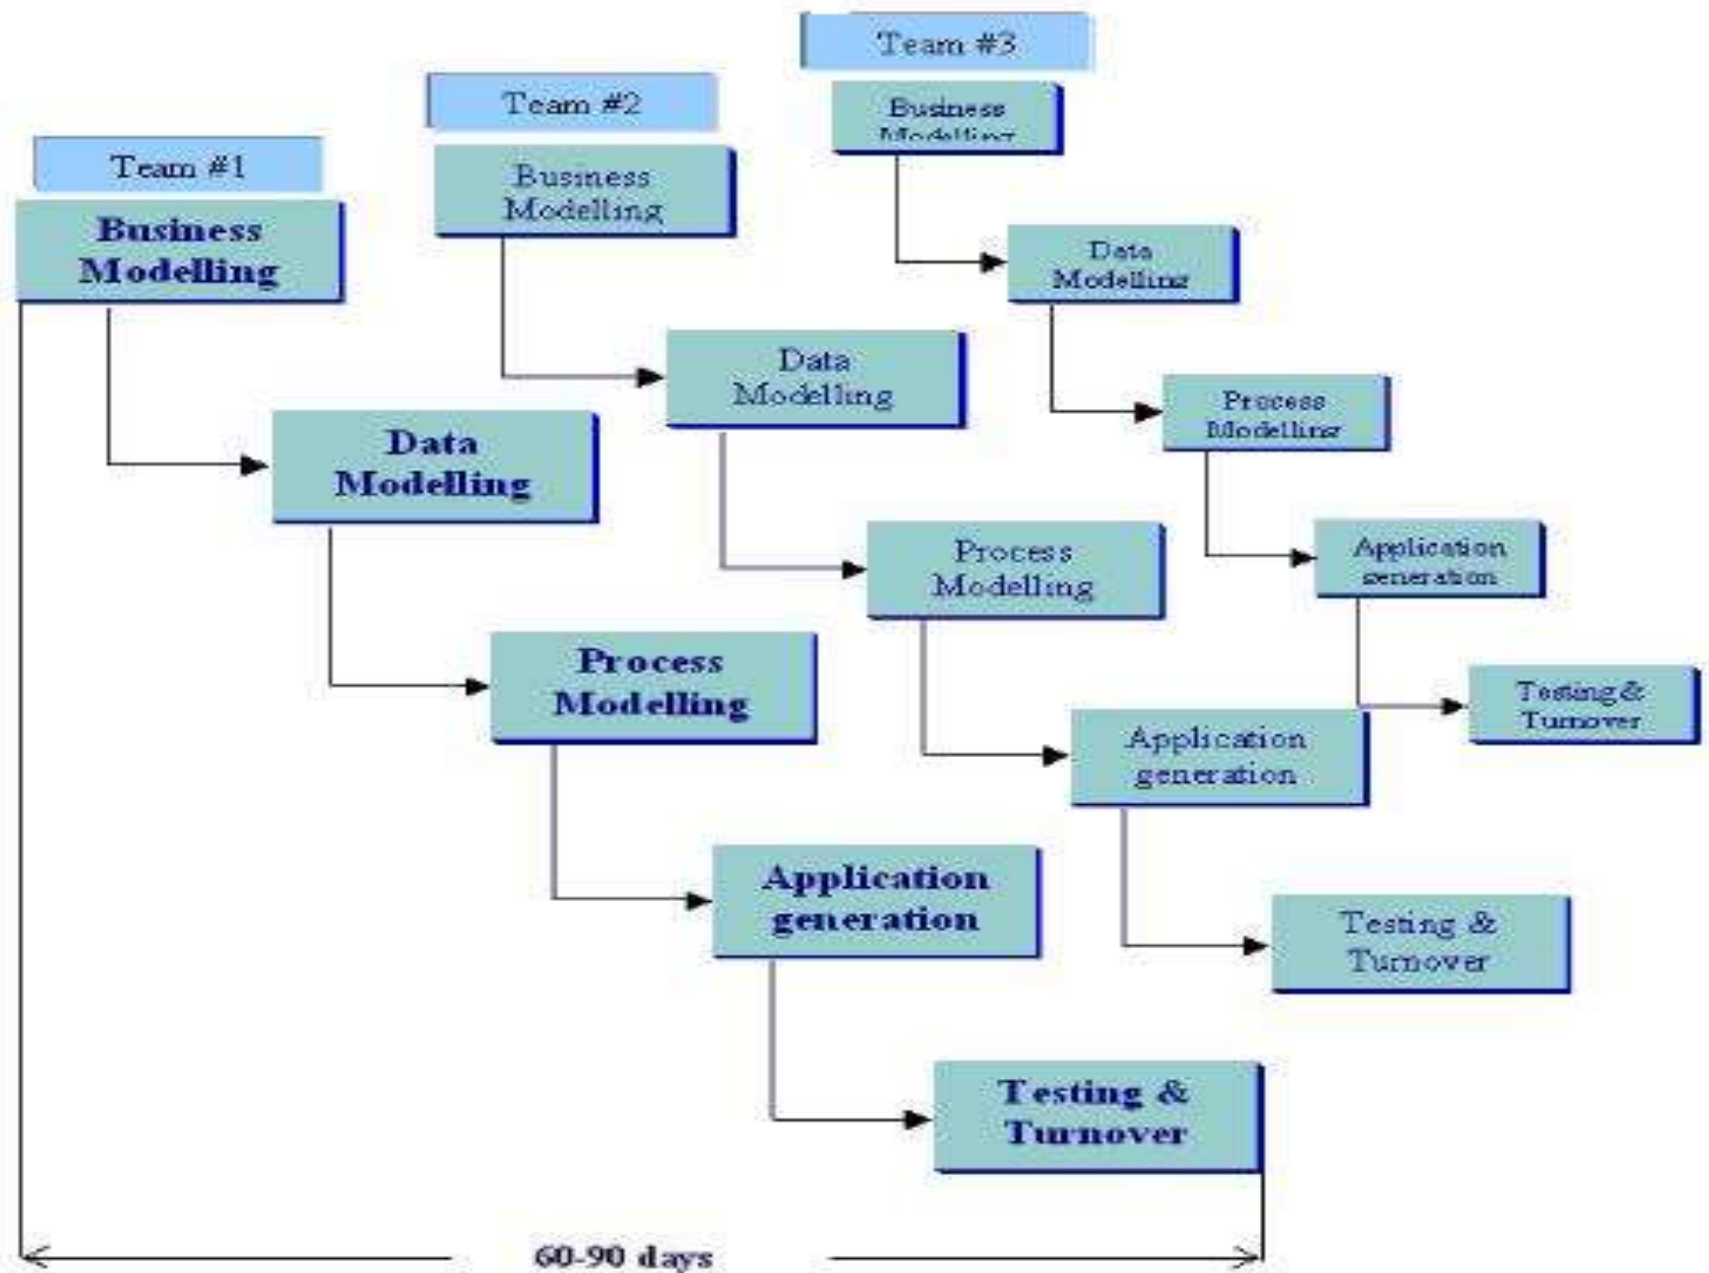 Team #1
Business
Modelling
Data
Modelling
Process
Modelling
Application
generation
Testing &
Turnover
Team #2
Business
Modelling
Data
Modelling
Process
Modelling
Application
generation
Testing &
Turnover
Team #3
Business
Modelling
Data
Modelling
Process
Modelling
Application
generation
Testing &
Turnover
60-90 days